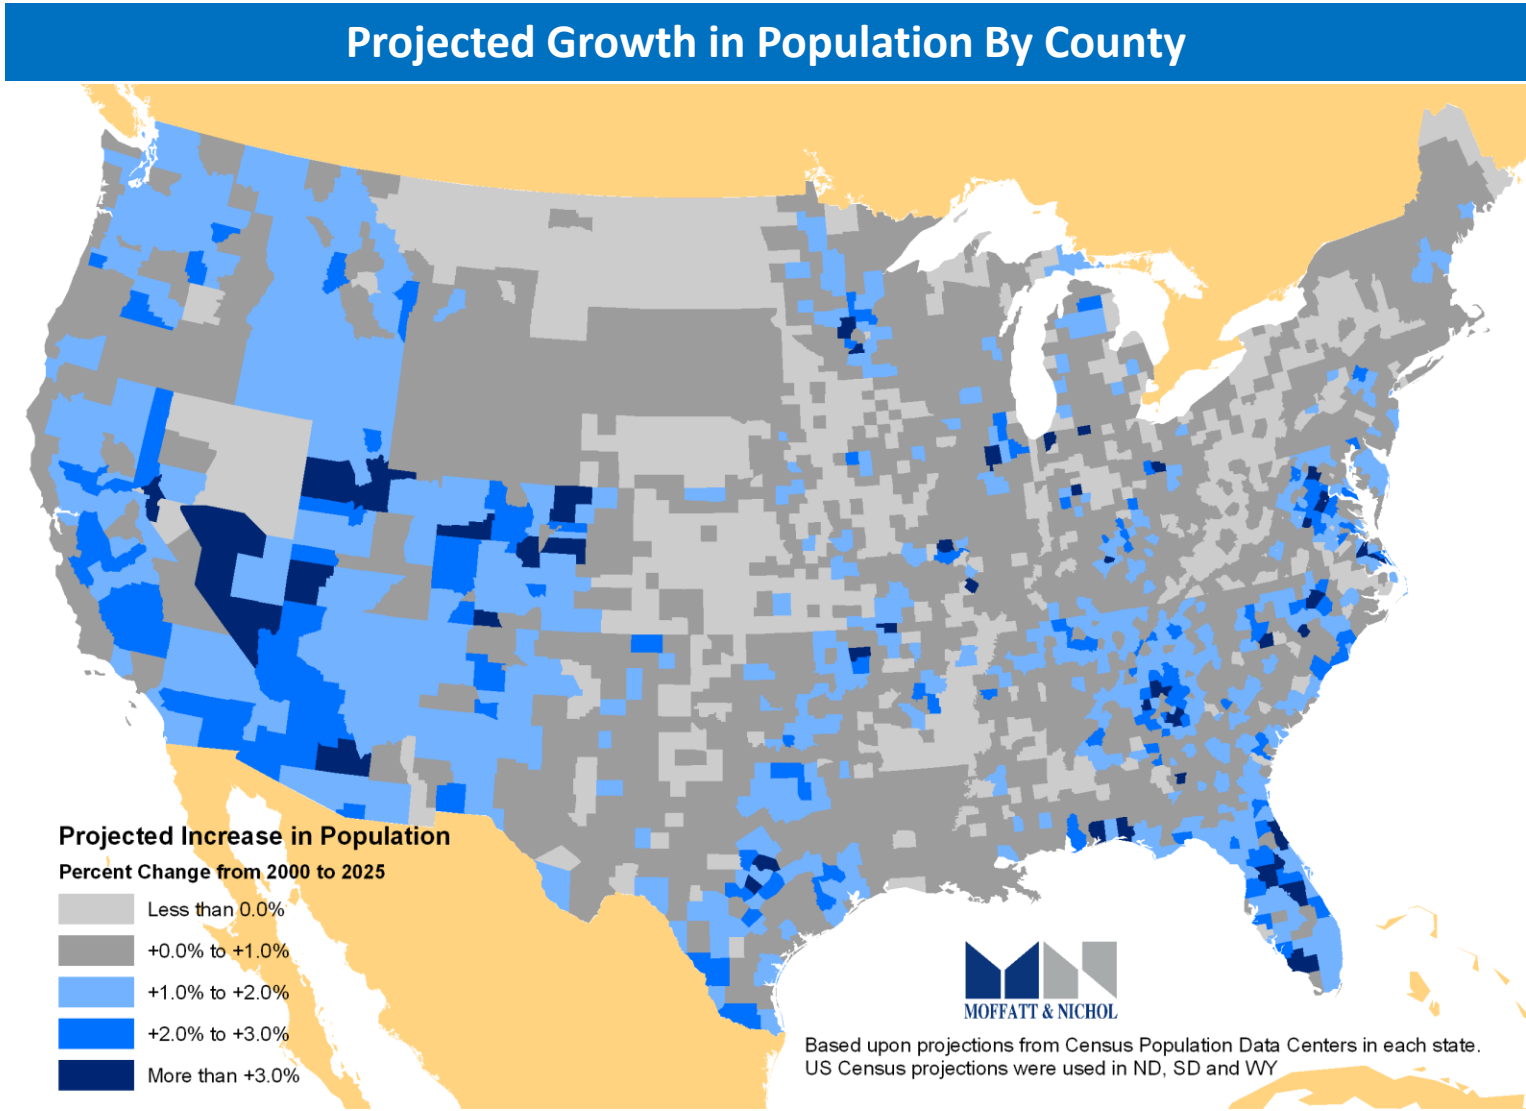 Projected Growth in Population By County
Projected Increase in Population
Percent Change from 2000 to 2025
Less than 0.0%
+0.0% to +1.0%
+1.0% to +2.0%
+2.0% to +3.0%
More than +3.0%
MOFFATT & NICHOL
Based upon projections from Census Population Data Centers in each state.
US Census projections were used in ND, SD and WY